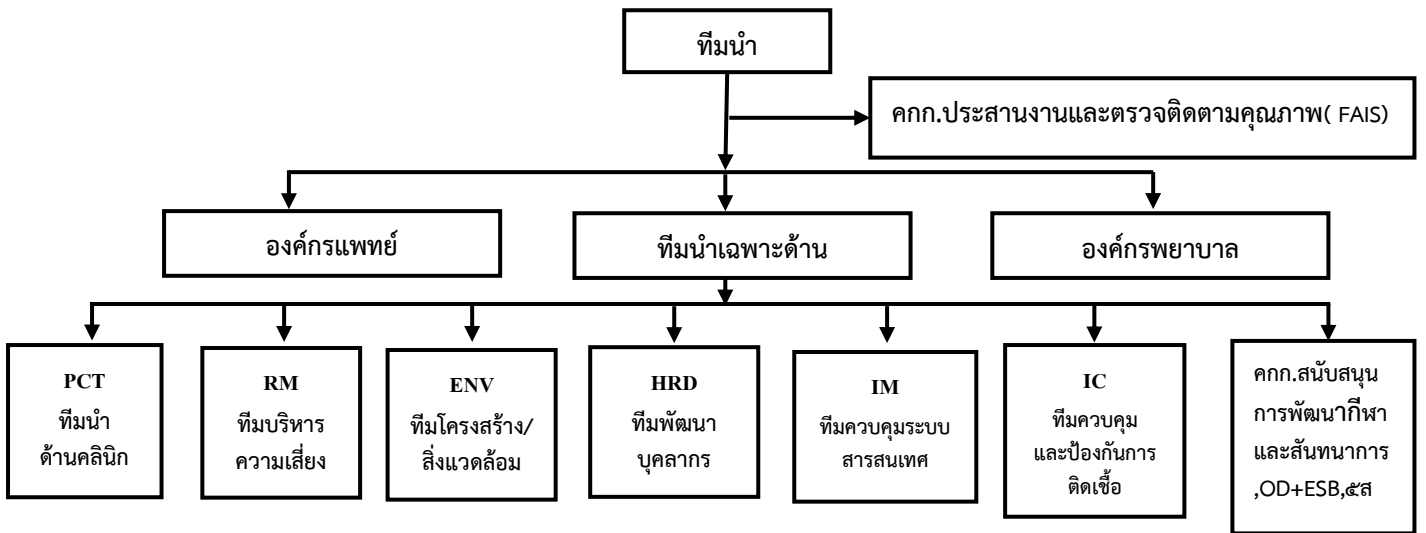 ทีมนำ
คกก.ประสานงานและตรวจติดตามคุณภาพ( FAIS)
องค์กรแพทย์
ทีมนำเฉพาะด้าน
องค์กรพยาบาล
PCT
ทีมนำ
ด้านคลินิก
RM
ทีมบริหาร
ความเสี่ยง
ENV
ทีมโครงสร้าง/
สิ่งแวดล้อม
HRD
ทีมพัฒนา
บุคลากร
IM
ทีมควบคุมระบบ
สารสนเทศ
IC
ทีมควบคุม
และป้องกันการ
ติดเชื้อ
คกก.สนับสนุน
การพัฒนากีฬา
และสันทนาการ
,OD+ESB,๕ส